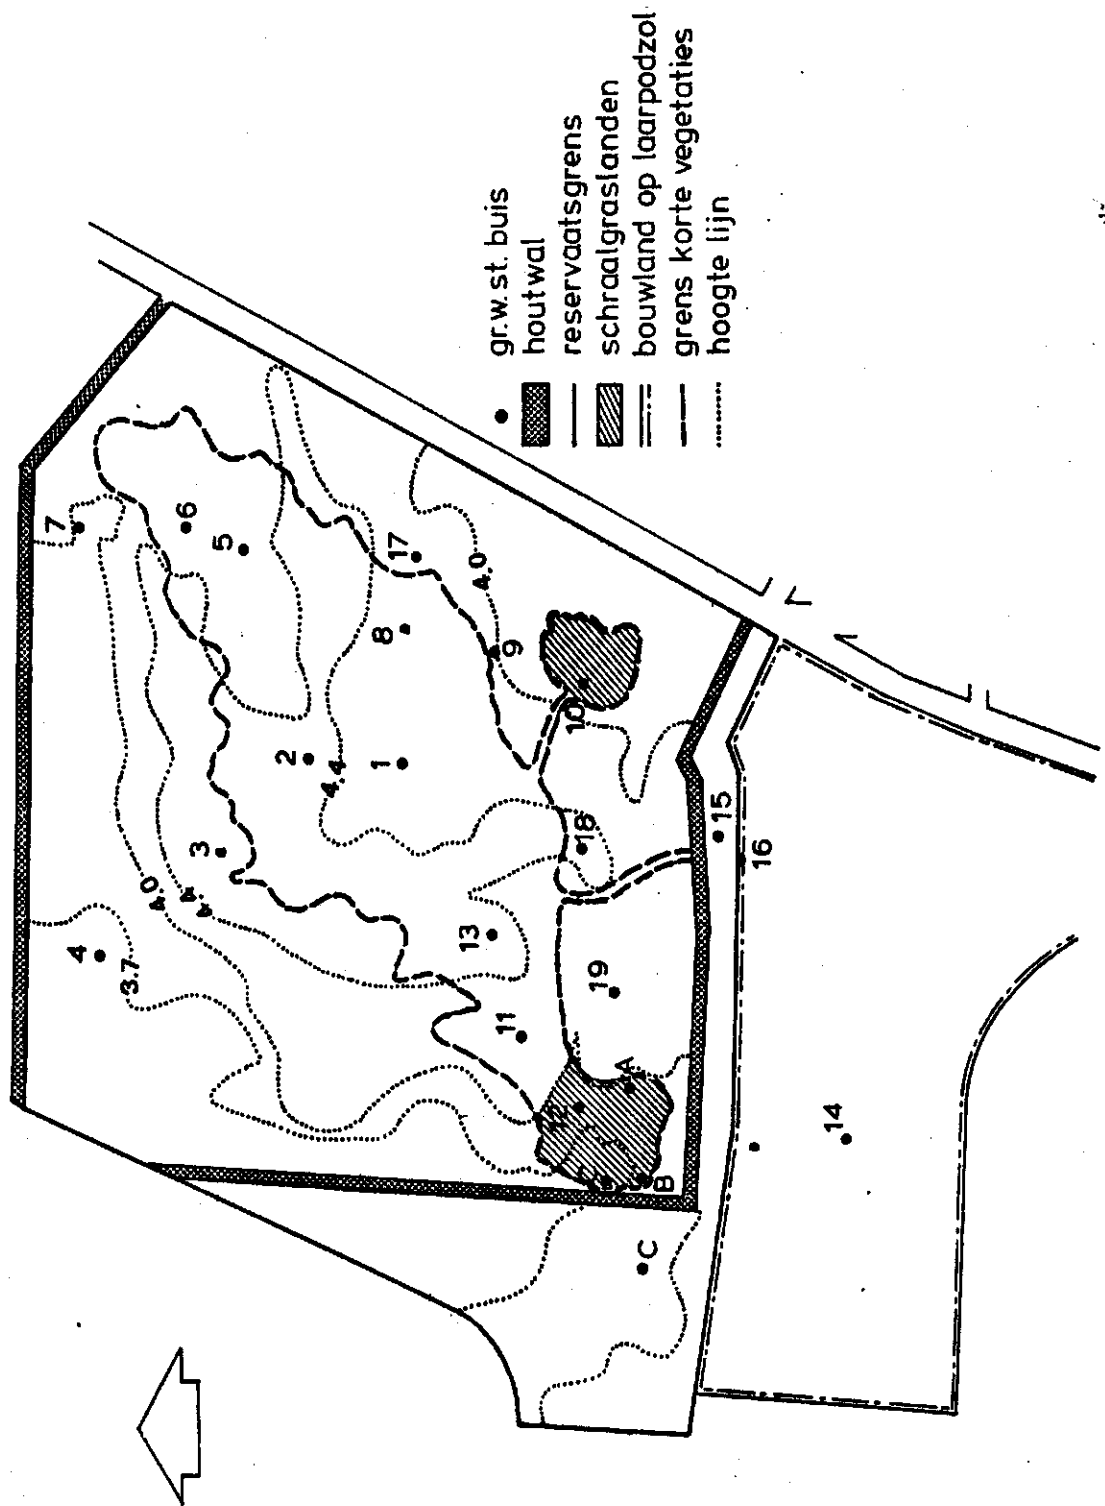 gr.w.st. buis
houtwal
reservaatsgrens
schraalgraslanden
bouwland op laarpodzol
grens korte vegetaties
hoogte lijn
7
6
5
4
3.7
4.0
4.4
3
2
4.4
1
8
17
4.0
9
10
18
13
11
19
12
A
B
C
15
16
14